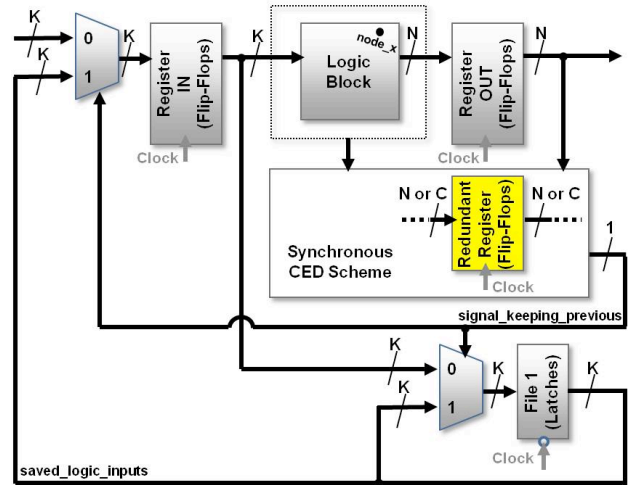 K
K
0
1
K
Register
IN
(Flip-Flops)
Clock
K
node_x
Logic
Block
N
Register
OUT
(Flip-Flops)
Clock
N
Synchronous
CED Scheme
N or C
Redundant
Register
(Flip-Flops)
Clock
N or C
1
signal_keeping_previous
K
K
0
1
K
File 1
(Latches)
Clock
K
saved_logic_inputs